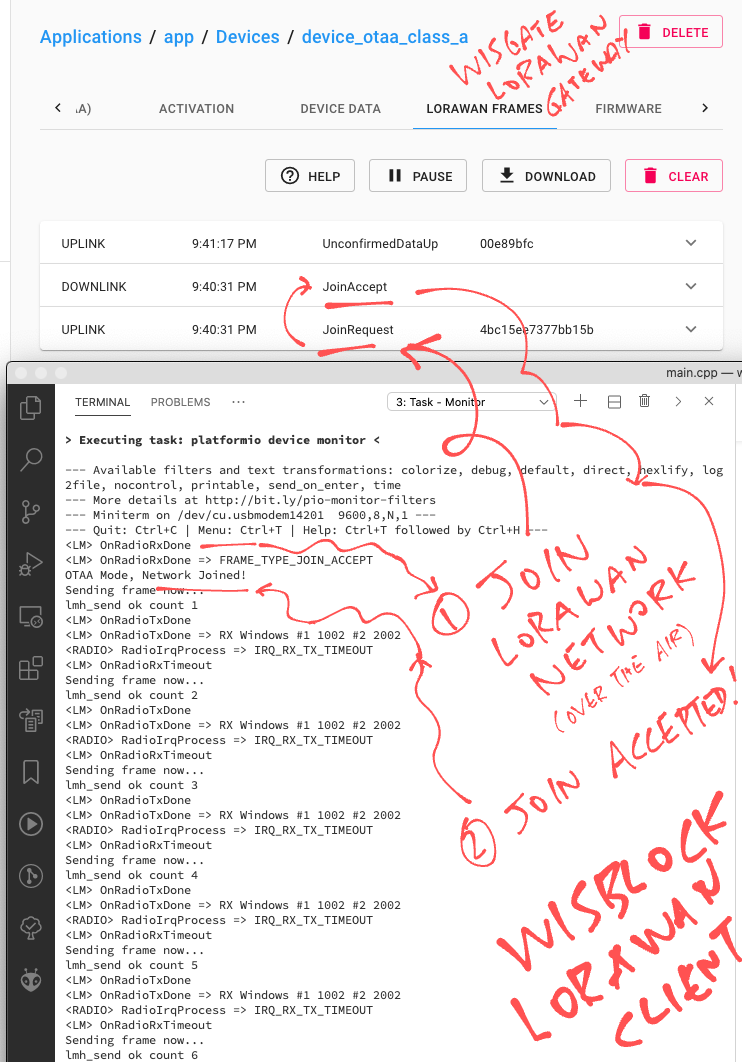 Applications / app / Devices / device_otaa_class_a
DELETE
WISGATE
LORAWAN
GATEWAY
AA)
ACTIVATION
DEVICE DATA
LORAWAN FRAMES
FIRMWARE
HELP
PAUSE
DOWNLOAD
CLEAR
UPLINK 9:41:17 PM UnconfirmedDataUp 00e89bfc
DOWNLINK 9:40:31 PM JoinAccept
UPLINK 9:40:31 PM JoinRequest 4bc15ee7377bb15b
main.cpp — w
TERMINAL PROBLEMS ··· 3: Task - Monitor
> Executing task: platformio device monitor <
--- Available filters and text transformations: colorize, debug, default, direct, hexlify, log
2file, nocontrol, printable, send_on_enter, time
--- More details at http://bit.ly/pio-monitor-filters
--- Miniterm on /dev/cu.usbmodem14201  9600,8,N,1 ---
--- Quit: Ctrl+C | Menu: Ctrl+T | Help: Ctrl+T followed by Ctrl+H ---
<LM> OnRadioRxDone
<LM> OnRadioRxDone => FRAME_TYPE_JOIN_ACCEPT
OTAA Mode, Network Joined!
Sending frame now...
lmh_send ok count 1
<LM> OnRadioTxDone
<LM> OnRadioTxDone => RX Windows #1 1002 #2 2002
<RADIO> RadioIrqProcess => IRQ_RX_TX_TIMEOUT
<LM> OnRadioRxTimeout
Sending frame now...
lmh_send ok count 2
<LM> OnRadioTxDone
<LM> OnRadioTxDone => RX Windows #1 1002 #2 2002
<RADIO> RadioIrqProcess => IRQ_RX_TX_TIMEOUT
<LM> OnRadioRxTimeout
Sending frame now...
lmh_send ok count 3
<LM> OnRadioTxDone
<LM> OnRadioTxDone => RX Windows #1 1002 #2 2002
<RADIO> RadioIrqProcess => IRQ_RX_TX_TIMEOUT
<LM> OnRadioRxTimeout
Sending frame now...
lmh_send ok count 4
<LM> OnRadioTxDone
<LM> OnRadioTxDone => RX Windows #1 1002 #2 2002
<RADIO> RadioIrqProcess => IRQ_RX_TX_TIMEOUT
<LM> OnRadioRxTimeout
Sending frame now...
lmh_send ok count 5
<LM> OnRadioTxDone
<LM> OnRadioTxDone => RX Windows #1 1002 #2 2002
<RADIO> RadioIrqProcess => IRQ_RX_TX_TIMEOUT
<LM> OnRadioRxTimeout
Sending frame now...
lmh_send ok count 6
1 JOIN
LORAWAN
NETWORK
(OVER THE AIR)
2 JOIN ACCEPTED!
WISBLOCK
LORAWAN
CLIENT